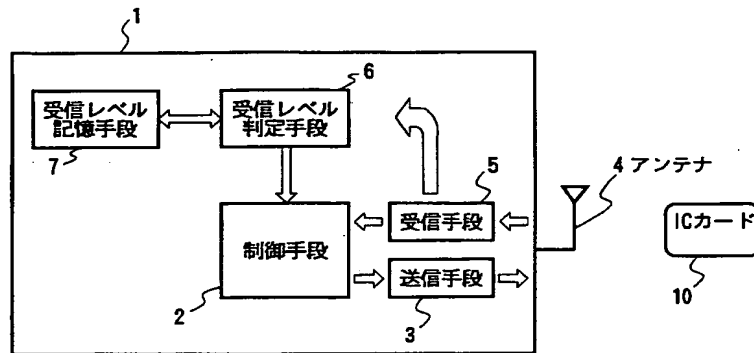 1
6
受信レベル
記憶手段
受信レベル
判定手段
7
5
4 アンテナ
受信手段
ICカード
制御手段
送信手段
2
3
10